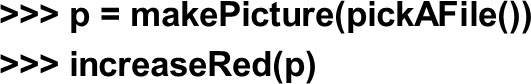 >>> p = makePicture(pickAFile())
>>> increaseRed(p)